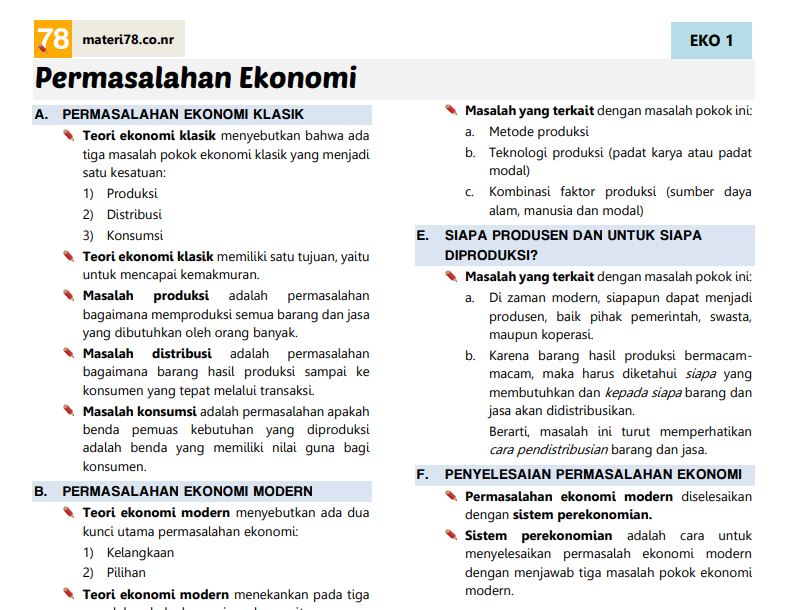 78 materi78.co.nr
EKO 1
Permasalahan Ekonomi
A. PERMASALAHAN EKONOMI KLASIK
Teori ekonomi klasik menyebutkan bahwa ada
tiga masalah pokok ekonomi klasik yang menjadi
satu kesatuan:
1) Produksi
2) Distribusi
3) Konsumsi
Teori ekonomi klasik memiliki satu tujuan, yaitu
untuk mencapai kemakmuran.
Masalah produksi adalah permasalahan
bagaimana memproduksi semua barang dan jasa
yang dibutuhkan oleh orang banyak.
Masalah distribusi adalah permasalahan
bagaimana barang hasil produksi sampai ke
konsumen yang tepat melalui transaksi.
Masalah konsumsi adalah permasalahan apakah
benda pemuas kebutuhan yang diproduksi
adalah benda yang memiliki nilai guna bagi
konsumen.
B. PERMASALAHAN EKONOMI MODERN
Teori ekonomi modern menyebutkan ada dua
kunci utama permasalahan ekonomi:
1) Kelangkaan
2) Pilihan
Teori ekonomi modern menekankan pada tiga
Masalah yang terkait dengan masalah pokok ini:
a. Metode produksi
b. Teknologi produksi (padat karya atau padat
modal)
c. Kombinasi faktor produksi (sumber daya
alam, manusia dan modal)
E. SIAPA PRODUSEN DAN UNTUK SIAPA
DIPRODUKSI?
Masalah yang terkait dengan masalah pokok ini:
a. Di zaman modern, siapapun dapat menjadi
produsen, baik pihak pemerintah, swasta,
maupun koperasi.
b. Karena barang hasil produksi bermacam-
macam, maka harus diketahui siapa yang
membutuhkan dan kepada siapa barang dan
jasa akan didistribusikan.
Berarti, masalah ini turut memperhatikan
cara pendistribusian barang dan jasa.
F. PENYELESAIAN PERMASALAHAN EKONOMI
Permasalahan ekonomi modern diselesaikan
dengan sistem perekonomian.
Sistem perekonomian adalah cara untuk
menyelesaikan permasalah ekonomi modern
dengan menjawab tiga masalah pokok ekonomi
modern.